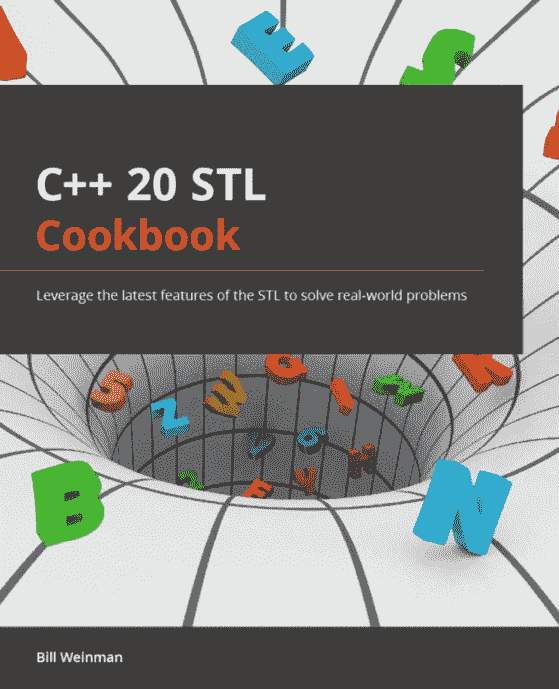 C++ 20 STL
Cookbook
Leverage the latest features of the STL to solve real-world problems
Bill Weinman